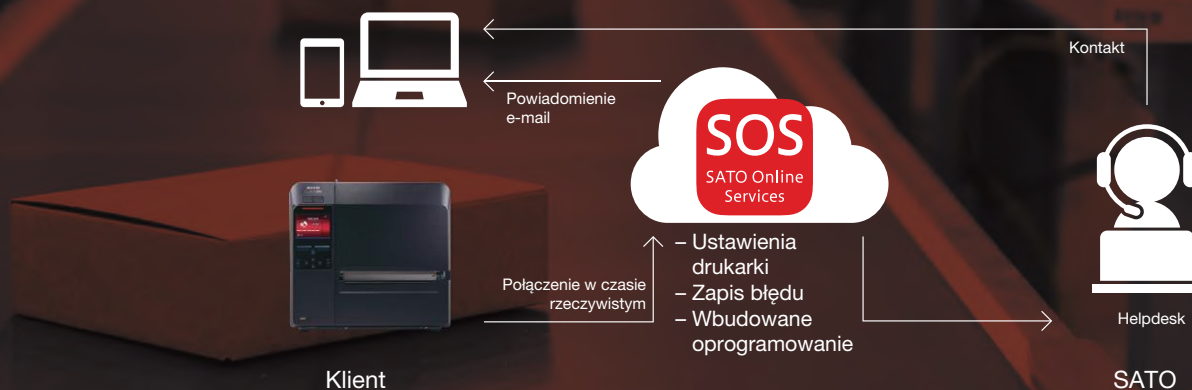 Kontakt
Powiadomienie
e-mail
SOS
SATO Online
Services
– Ustawienia
drukarki
– Zapis błędu
– Wbudowane
oprogramowanie
Połączenie w czasie
rzeczywistym
Helpdesk
Klient
SATO